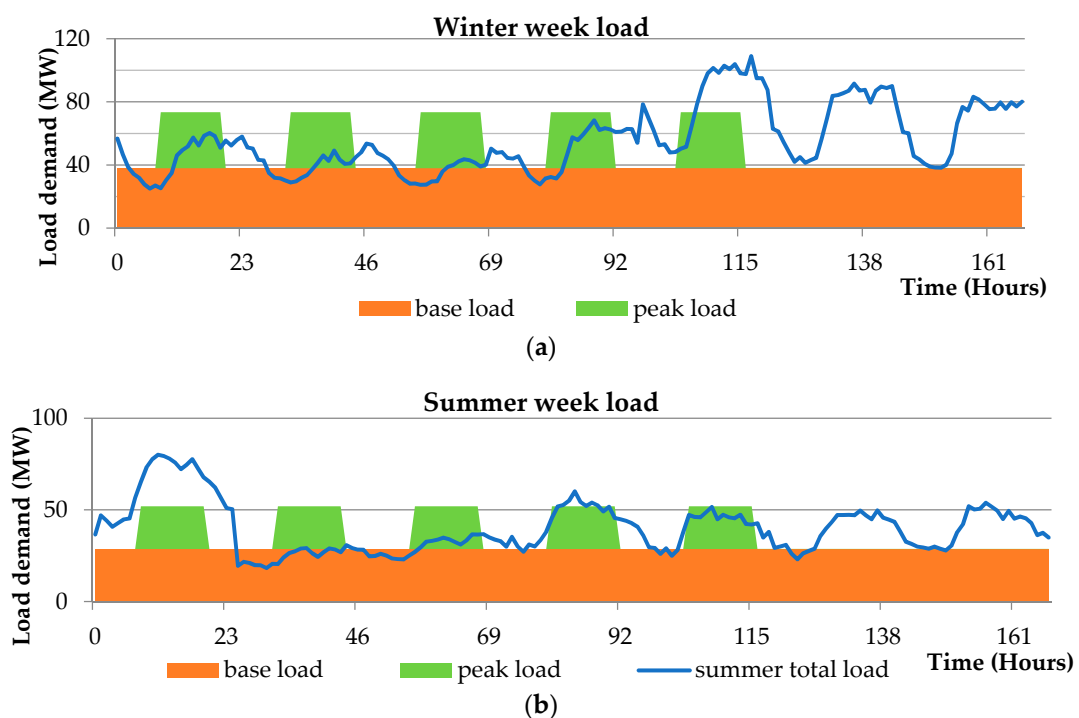 Winter week load
Load demand (MW)
120
80
40
0
0 23 46 69 92 115 138 161
Time (Hours)
base load peak load
(a)
Summer week load
Load demand (MW)
100
50
0
0 23 46 69 92 115 138 161
base load peak load summer total load Time (Hours)
(b)